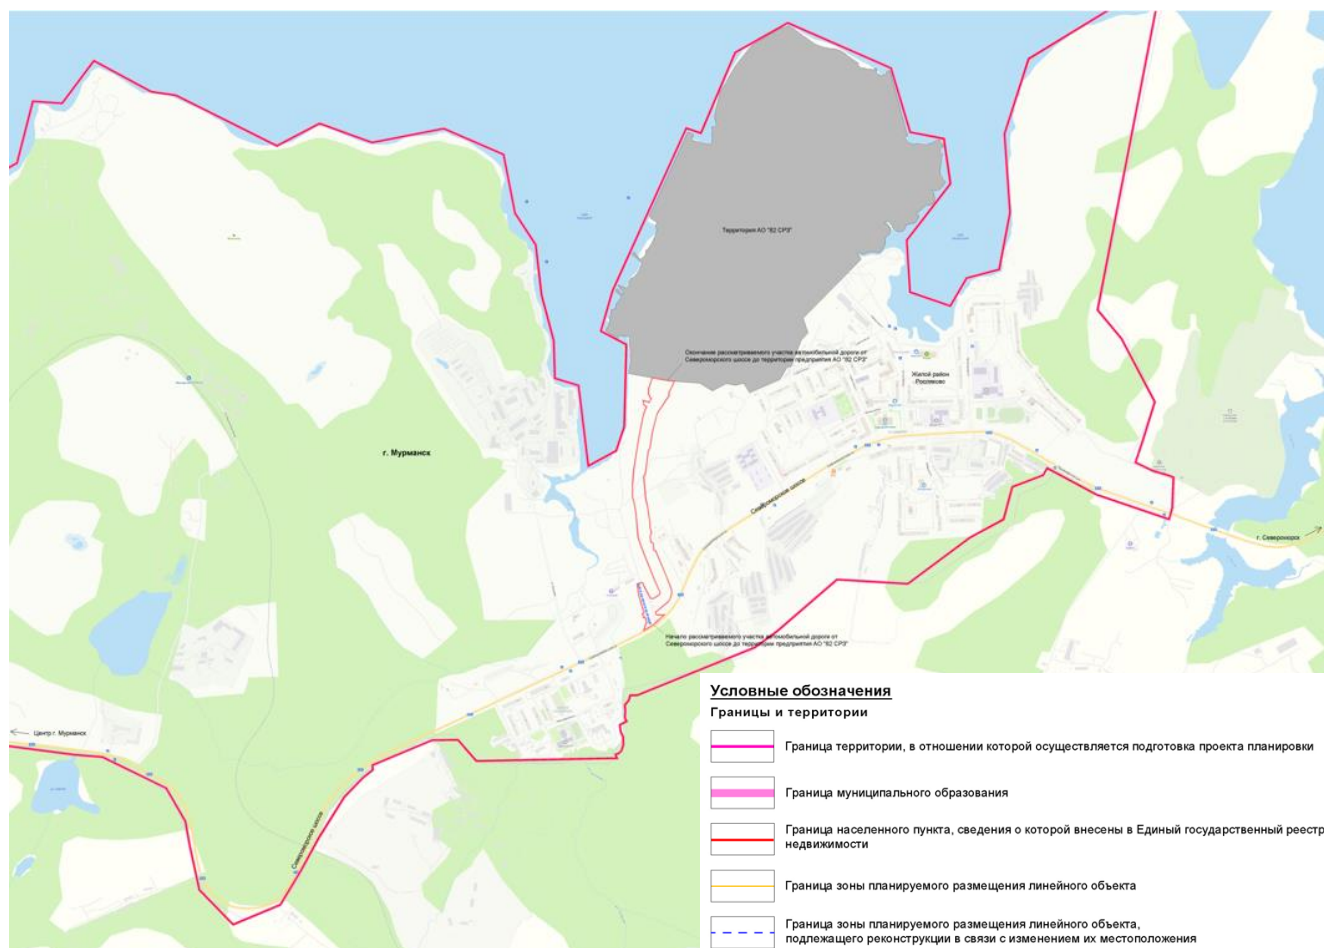 Территория АО "82 СРЗ"
Окончание рассматриваемого участка автомобильной дороги от
Североморского шоссе до территории предприятия АО "82 СРЗ"
Жилой район
Росляково
г. Мурманск
Североморское шоссе
г. Североморск
Начало рассматриваемого участка автомобильной дороги от
Североморского шоссе до территории предприятия АО "82 СРЗ"
Центр г. Мурманск
Североморское шоссе
Условные обозначения
Границы и территории
Граница территории, в отношении которой осуществляется подготовка проекта планировки
Граница муниципального образования
Граница населенного пункта, сведения о которой внесены в Единый государственный реестр
недвижимости
Граница зоны планируемого размещения линейного объекта
Граница зоны планируемого размещения линейного объекта,
подлежащего реконструкции в связи с изменением их местоположения